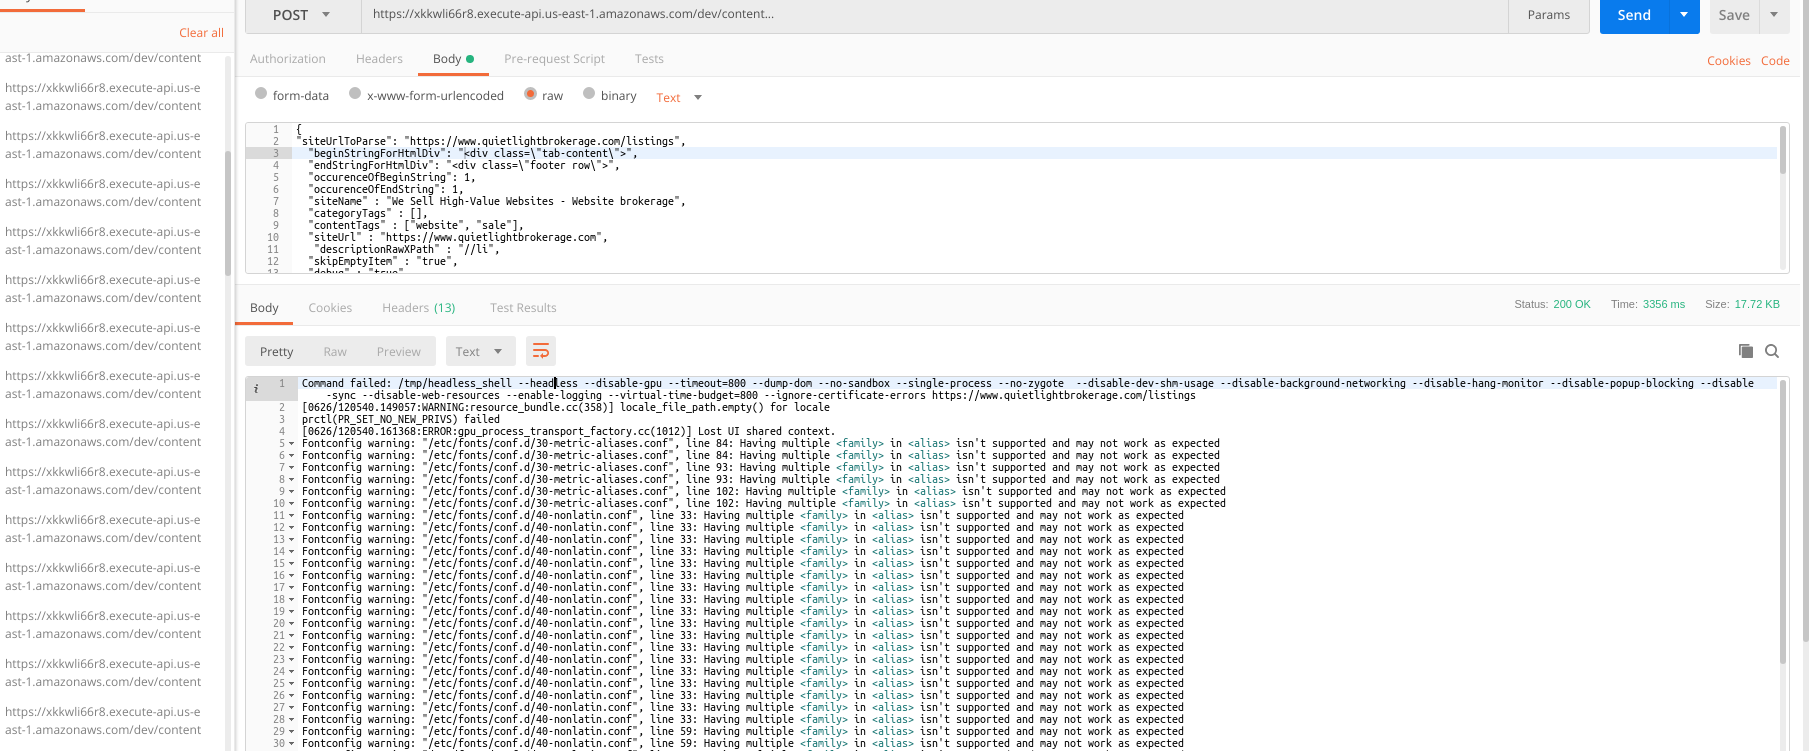 Clear all
ast-1.amazonaws.com/dev/content
https://xkkwli66r8.execute-api.us-e
ast-1.amazonaws.com/dev/content
https://xkkwli66r8.execute-api.us-e
ast-1.amazonaws.com/dev/content
https://xkkwli66r8.execute-api.us-e
ast-1.amazonaws.com/dev/content
https://xkkwli66r8.execute-api.us-e
ast-1.amazonaws.com/dev/content
https://xkkwli66r8.execute-api.us-e
ast-1.amazonaws.com/dev/content
https://xkkwli66r8.execute-api.us-e
ast-1.amazonaws.com/dev/content
https://xkkwli66r8.execute-api.us-e
ast-1.amazonaws.com/dev/content
https://xkkwli66r8.execute-api.us-e
ast-1.amazonaws.com/dev/content
https://xkkwli66r8.execute-api.us-e
ast-1.amazonaws.com/dev/content
https://xkkwli66r8.execute-api.us-e
ast-1.amazonaws.com/dev/content
https://xkkwli66r8.execute-api.us-e
ast-1.amazonaws.com/dev/content
https://xkkwli66r8.execute-api.us-e
ast-1.amazonaws.com/dev/content
https://xkkwli66r8.execute-api.us-e
ast-1.amazonaws.com/dev/content
https://xkkwli66r8.execute-api.us-e
ast-1.amazonaws.com/dev/content
POST https://xkkwli66r8.execute-api.us-east-1.amazonaws.com/dev/content... Params Send Save
Authorization Headers Body Pre-request Script Tests Cookies Code
form-data x-www-form-urlencoded raw binary Text
1 {
2 "siteUrlToParse": "https://www.quietlightbrokerage.com/listings",
3 "beginStringForHtmlDiv": "<div class=\"tab-content\">",
4 "endStringForHtmlDiv": "<div class=\"footer row\">",
5 "occurenceOfBeginString": 1,
6 "occurenceOfEndString": 1,
7 "siteName" : "We Sell High-Value Websites - Website brokerage",
8 "categoryTags" : [],
9 "contentTags" : ["website", "sale"],
10 "siteUrl" : "https://www.quietlightbrokerage.com",
11 "descriptionRawXPath" : "//li",
12 "skipEmptyItem" : "true",
13 "debug" : "true"
Body Cookies Headers (13) Test Results Status: 200 OK Time: 3356 ms Size: 17.72 KB
Pretty Raw Preview Text
i 1 Command failed: /tmp/headless_shell --headless --disable-gpu --timeout=800 --dump-dom --no-sandbox --single-process --no-zygote --disable-dev-shm-usage --disable-background-networking --disable-hang-monitor --disable-popup-blocking --disable
-sync --disable-web-resources --enable-logging --virtual-time-budget=800 --ignore-certificate-errors https://www.quietlightbrokerage.com/listings
2 [0626/120540.149057:WARNING:resource_bundle.cc(358)] locale_file_path.empty() for locale
3 prctl(PR_SET_NO_NEW_PRIVS) failed
4 [0626/120540.161368:ERROR:gpu_process_transport_factory.cc(1012)] Lost UI shared context.
5 Fontconfig warning: "/etc/fonts/conf.d/30-metric-aliases.conf", line 84: Having multiple <family> in <alias> isn't supported and may not work as expected
6 Fontconfig warning: "/etc/fonts/conf.d/30-metric-aliases.conf", line 84: Having multiple <family> in <alias> isn't supported and may not work as expected
7 Fontconfig warning: "/etc/fonts/conf.d/30-metric-aliases.conf", line 93: Having multiple <family> in <alias> isn't supported and may not work as expected
8 Fontconfig warning: "/etc/fonts/conf.d/30-metric-aliases.conf", line 93: Having multiple <family> in <alias> isn't supported and may not work as expected
9 Fontconfig warning: "/etc/fonts/conf.d/30-metric-aliases.conf", line 102: Having multiple <family> in <alias> isn't supported and may not work as expected
10 Fontconfig warning: "/etc/fonts/conf.d/30-metric-aliases.conf", line 102: Having multiple <family> in <alias> isn't supported and may not work as expected
11 Fontconfig warning: "/etc/fonts/conf.d/40-nonlatin.conf", line 33: Having multiple <family> in <alias> isn't supported and may not work as expected
12 Fontconfig warning: "/etc/fonts/conf.d/40-nonlatin.conf", line 33: Having multiple <family> in <alias> isn't supported and may not work as expected
13 Fontconfig warning: "/etc/fonts/conf.d/40-nonlatin.conf", line 33: Having multiple <family> in <alias> isn't supported and may not work as expected
14 Fontconfig warning: "/etc/fonts/conf.d/40-nonlatin.conf", line 33: Having multiple <family> in <alias> isn't supported and may not work as expected
15 Fontconfig warning: "/etc/fonts/conf.d/40-nonlatin.conf", line 33: Having multiple <family> in <alias> isn't supported and may not work as expected
16 Fontconfig warning: "/etc/fonts/conf.d/40-nonlatin.conf", line 33: Having multiple <family> in <alias> isn't supported and may not work as expected
17 Fontconfig warning: "/etc/fonts/conf.d/40-nonlatin.conf", line 33: Having multiple <family> in <alias> isn't supported and may not work as expected
18 Fontconfig warning: "/etc/fonts/conf.d/40-nonlatin.conf", line 33: Having multiple <family> in <alias> isn't supported and may not work as expected
19 Fontconfig warning: "/etc/fonts/conf.d/40-nonlatin.conf", line 33: Having multiple <family> in <alias> isn't supported and may not work as expected
20 Fontconfig warning: "/etc/fonts/conf.d/40-nonlatin.conf", line 33: Having multiple <family> in <alias> isn't supported and may not work as expected
21 Fontconfig warning: "/etc/fonts/conf.d/40-nonlatin.conf", line 33: Having multiple <family> in <alias> isn't supported and may not work as expected
22 Fontconfig warning: "/etc/fonts/conf.d/40-nonlatin.conf", line 33: Having multiple <family> in <alias> isn't supported and may not work as expected
23 Fontconfig warning: "/etc/fonts/conf.d/40-nonlatin.conf", line 33: Having multiple <family> in <alias> isn't supported and may not work as expected
24 Fontconfig warning: "/etc/fonts/conf.d/40-nonlatin.conf", line 33: Having multiple <family> in <alias> isn't supported and may not work as expected
25 Fontconfig warning: "/etc/fonts/conf.d/40-nonlatin.conf", line 33: Having multiple <family> in <alias> isn't supported and may not work as expected
26 Fontconfig warning: "/etc/fonts/conf.d/40-nonlatin.conf", line 33: Having multiple <family> in <alias> isn't supported and may not work as expected
27 Fontconfig warning: "/etc/fonts/conf.d/40-nonlatin.conf", line 33: Having multiple <family> in <alias> isn't supported and may not work as expected
28 Fontconfig warning: "/etc/fonts/conf.d/40-nonlatin.conf", line 33: Having multiple <family> in <alias> isn't supported and may not work as expected
29 Fontconfig warning: "/etc/fonts/conf.d/40-nonlatin.conf", line 59: Having multiple <family> in <alias> isn't supported and may not work as expected
30 Fontconfig warning: "/etc/fonts/conf.d/40-nonlatin.conf", line 59: Having multiple <family> in <alias> isn't supported and may not work as expected